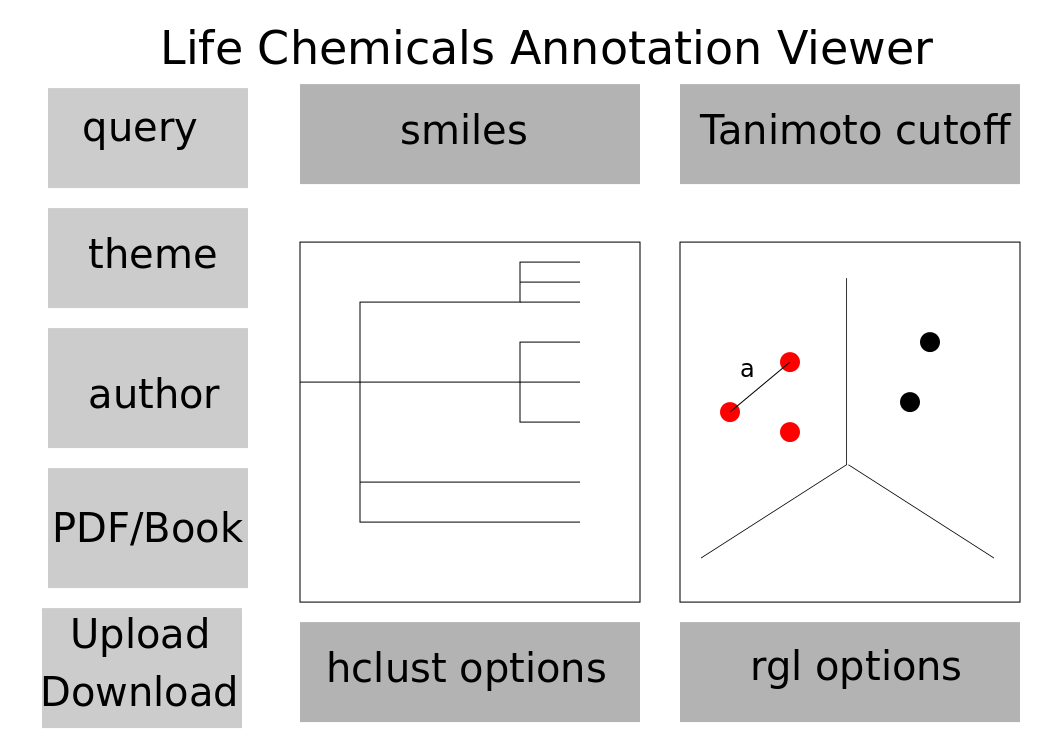 Life Chemicals Annotation Viewer
query
smiles
Tanimoto cutoff
theme
author
a
PDF/Book
Upload
Download
hclust options
rgl options